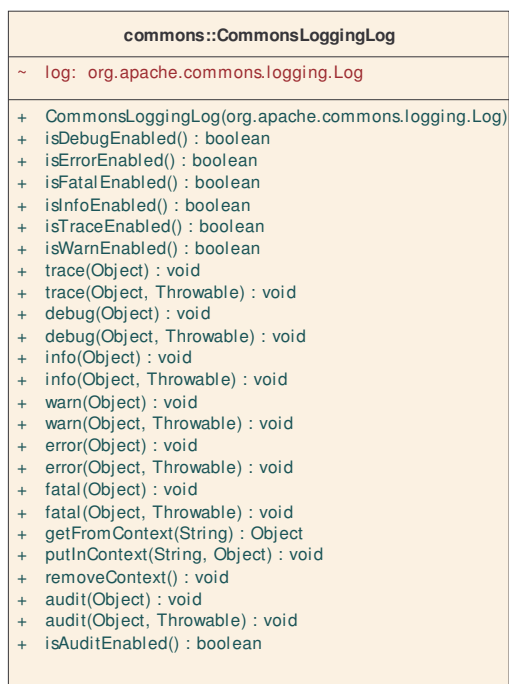 commons::CommonsLoggingLog
~ log: org.apache.commons.logging.Log
+ CommonsLoggingLog(org.apache.commons.logging.Log)
+ isDebugEnabled() : boolean
+ isErrorEnabled() : boolean
+ isFatalEnabled() : boolean
+ isInfoEnabled() : boolean
+ isTraceEnabled() : boolean
+ isWarnEnabled() : boolean
+ trace(Object) : void
+ trace(Object, Throwable) : void
+ debug(Object) : void
+ debug(Object, Throwable) : void
+ info(Object) : void
+ info(Object, Throwable) : void
+ warn(Object) : void
+ warn(Object, Throwable) : void
+ error(Object) : void
+ error(Object, Throwable) : void
+ fatal(Object) : void
+ fatal(Object, Throwable) : void
+ getFromContext(String) : Object
+ putInContext(String, Object) : void
+ removeContext() : void
+ audit(Object) : void
+ audit(Object, Throwable) : void
+ isAuditEnabled() : boolean